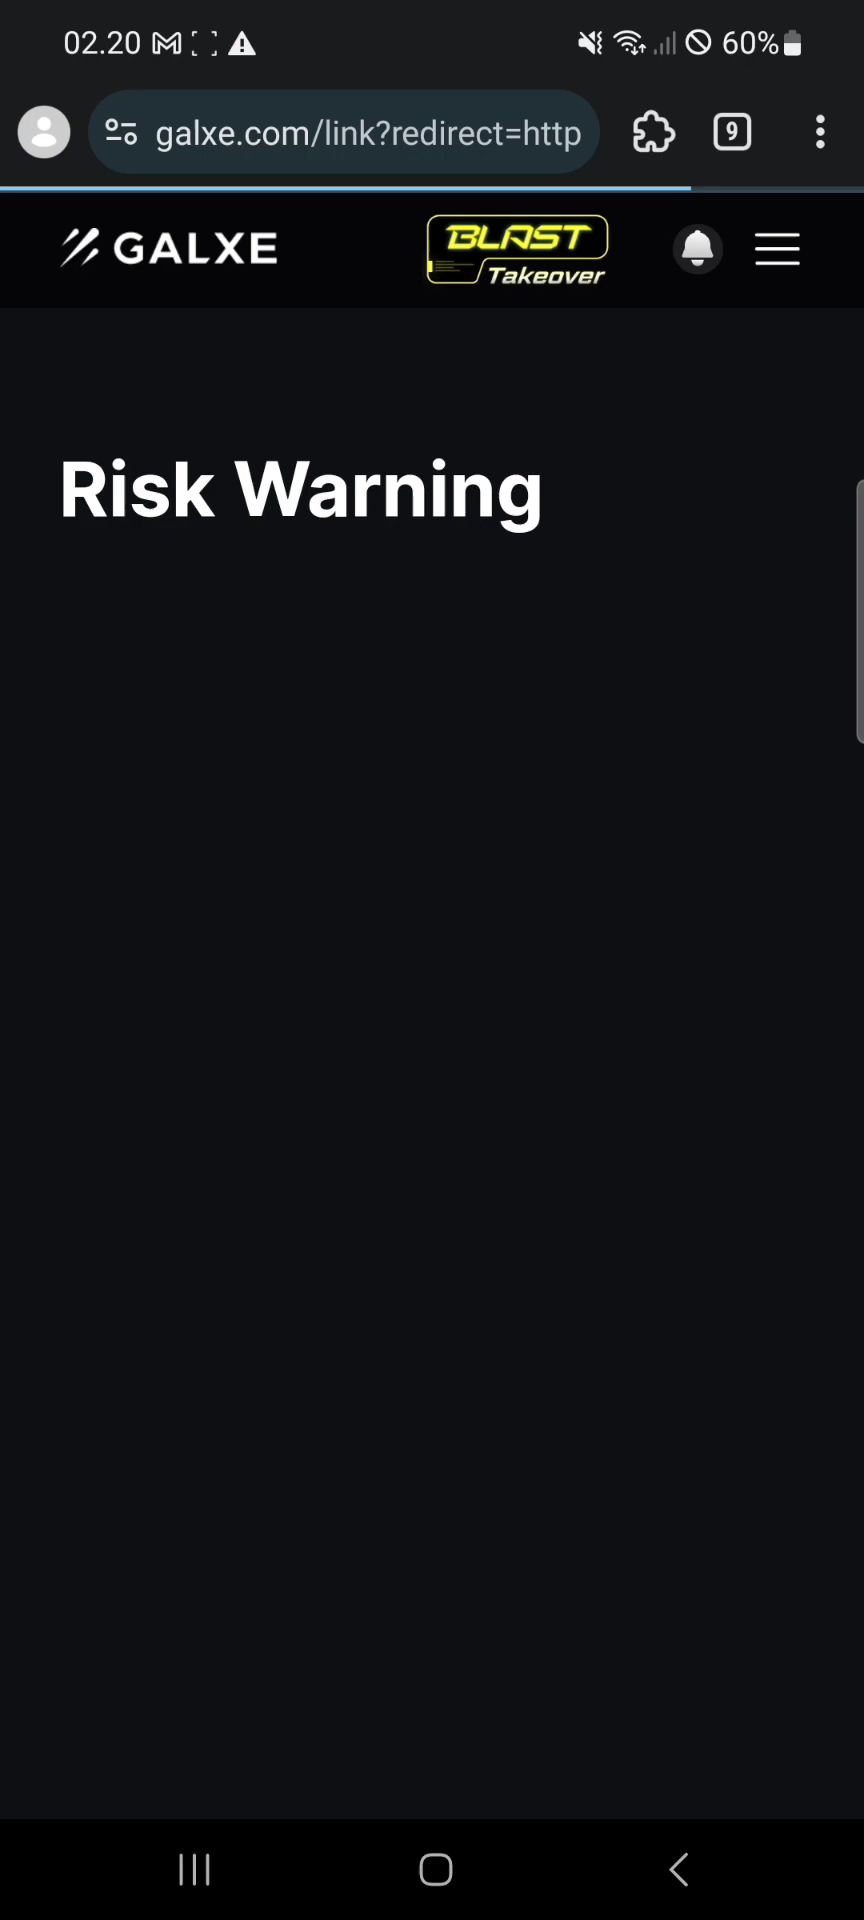 02.20
60%
galxe.com/link?redirect=http
9
GALXE
BLAST
Takeover
Risk Warning